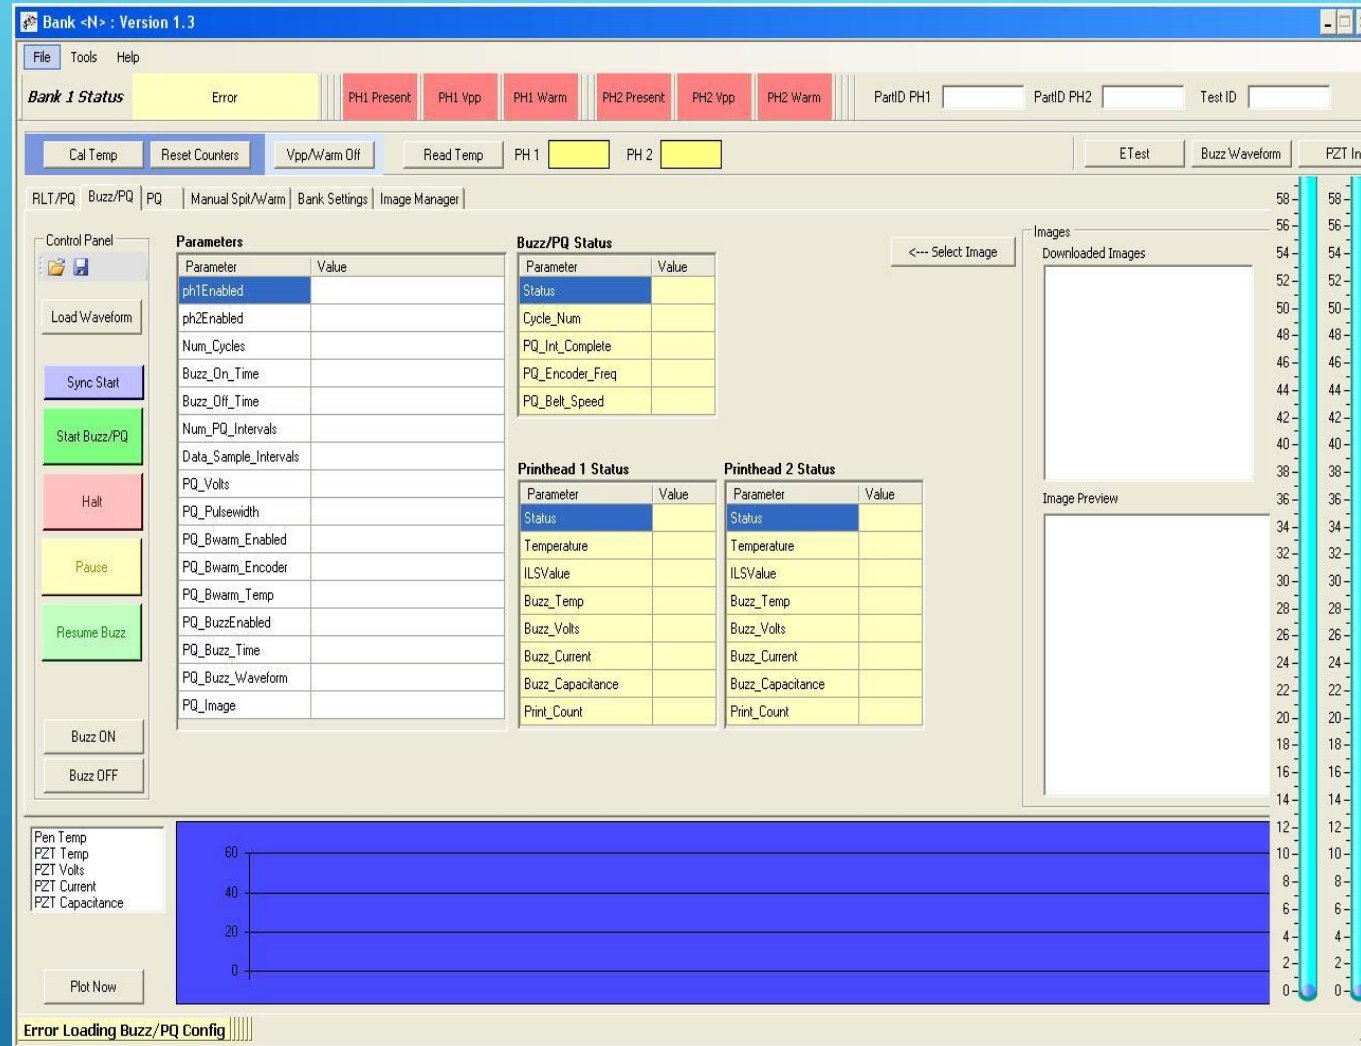 Bank <N> : Version 1.3
File Tools Help
Bank 1 Status Error PH1 Present PH1 Vpp PH1 Warm PH2 Present PH2 Vpp PH2 Warm PartID PH1 PartID PH2 Test ID
Cal Temp Reset Counters Vpp/Warm Off Read Temp PH 1 PH 2 ETest Buzz Waveform PZT In
RLT/PQ Buzz/PQ PQ Manual Spit/Warm Bank Settings Image Manager
Control Panel
Load Waveform
Sync Start
Start Buzz/PQ
Halt
Pause
Resume Buzz
Buzz ON
Buzz OFF
Parameters
Parameter Value
ph1Enabled
ph2Enabled
Num_Cycles
Buzz_On_Time
Buzz_Off_Time
Num_PQ_Intervals
Data_Sample_Intervals
PQ_Volts
PQ_Pulsewidth
PQ_Bwarm_Enabled
PQ_Bwarm_Encoder
PQ_Bwarm_Temp
PQ_BuzzEnabled
PQ_Buzz_Time
PQ_Buzz_Waveform
PQ_Image
Buzz/PQ Status
Parameter Value
Status
Cycle_Num
PQ_Int_Complete
PQ_Encoder_Freq
PQ_Belt_Speed
Printhead 1 Status
Parameter Value
Status
Temperature
ILSValue
Buzz_Temp
Buzz_Volts
Buzz_Current
Buzz_Capacitance
Print_Count
Printhead 2 Status
Parameter Value
Status
Temperature
ILSValue
Buzz_Temp
Buzz_Volts
Buzz_Current
Buzz_Capacitance
Print_Count
<--- Select Image
Images
Downloaded Images
Image Preview
58 58
56 56
54 54
52 52
50 50
48 48
46 46
44 44
42 42
40 40
38 38
36 36
34 34
32 32
30 30
28 28
26 26
24 24
22 22
20 20
18 18
16 16
14 14
12 12
10 10
8 8
6 6
4 4
2 2
0 0
Pen Temp
PZT Temp
PZT Volts
PZT Current
PZT Capacitance
Plot Now
60
40
20
0
Error Loading Buzz/PQ Config